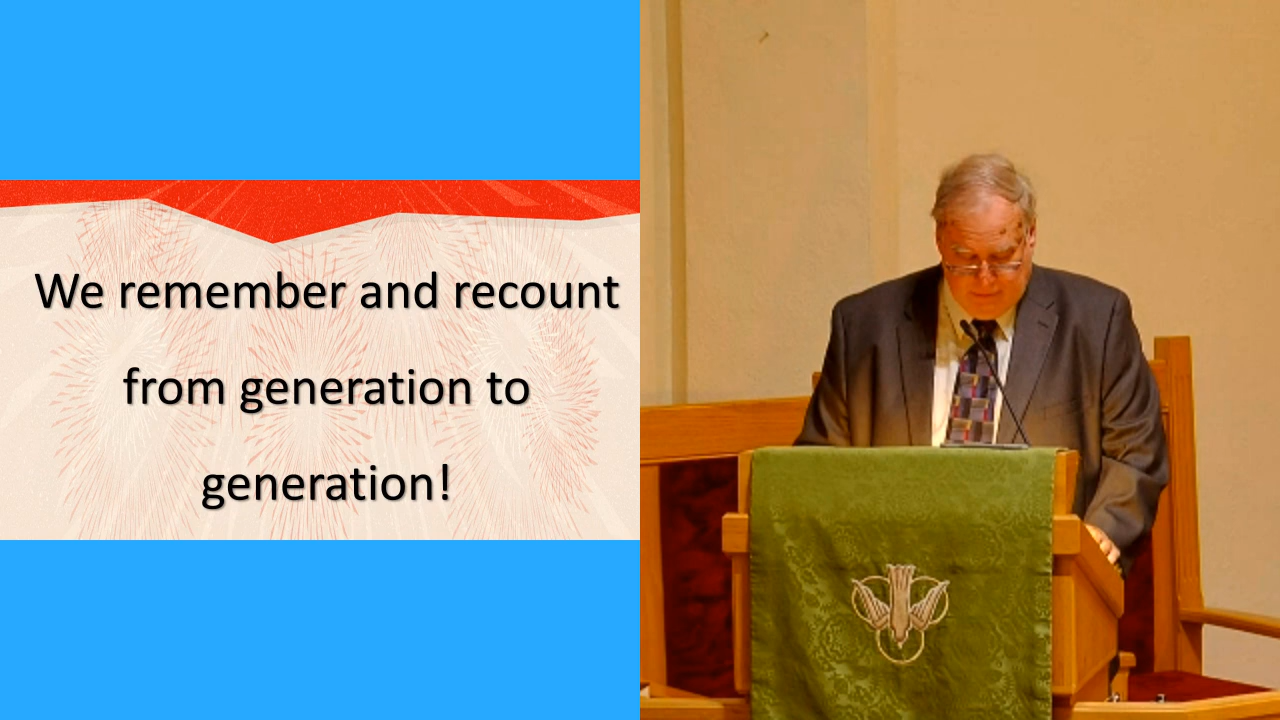 We remember and recount
from generation to
generation!